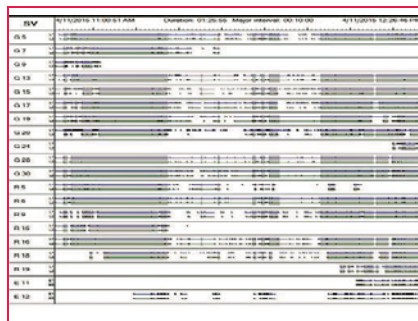 SV 4/11/2015 11:00:51 AM Duration: 01:25:55 Major interval: 00:10:00 4/11/2015 12:26:46 PM
G 5
G 7
G 9
G 13
G 15
G 17
G 19
G 20
G 24
G 28
G 30
R 5
R 8
R 9
R 15
R 16
R 18
R 19
E 11
E 12